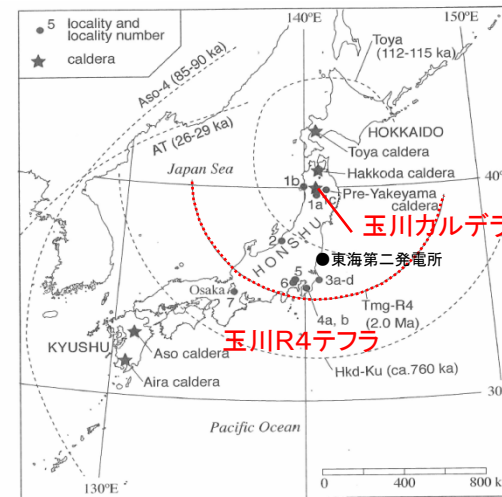 140°E
150°E
5 locality and
locality number
caldera
Aso-4 (85-90 ka)
AT (26-29 ka)
Toya
(112-115 ka)
HOKKAIDO
Toya caldera
Japan Sea
Hakkoda caldera
40°
1b
1a
c
Pre-Yakeyama
caldera
玉川カルデラ
HONSHU
2
東海第二発電所
5
6
3a-d
Osaka
7
Tmg-R4
(2.0 Ma)
4a, b
玉川R4テフラ
KYUSHU
Aso caldera
Hkd-Ku (ca.760 ka)
Aira caldera
30°
Pacific Ocean
130°E
0 400 800 k